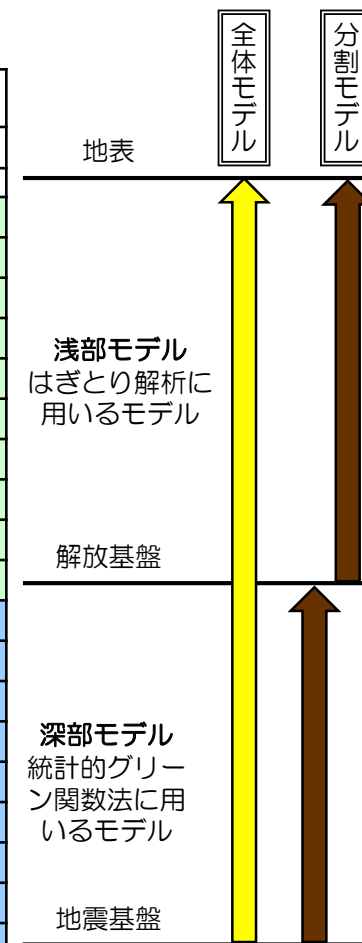 全体モデル
分割モデル
地表
浅部モデル
はぎとり解析に
用いるモデル
解放基盤
深部モデル
統計的グリー
ン関数法に用
いるモデル
地震基盤